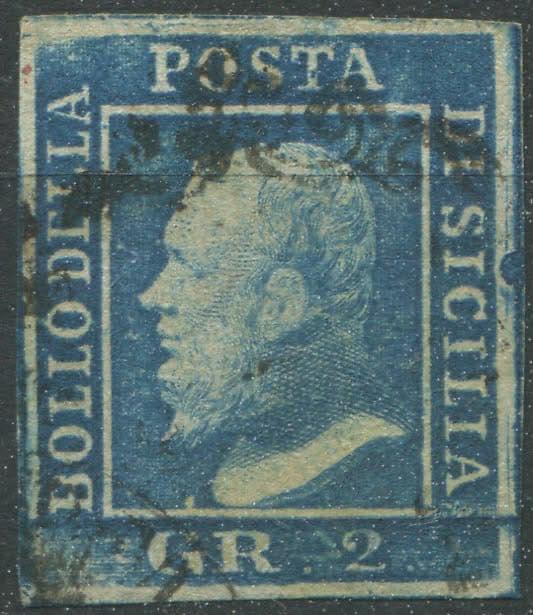 BOLLO DELLA
POSTA
DI SICILIA
GR. 2